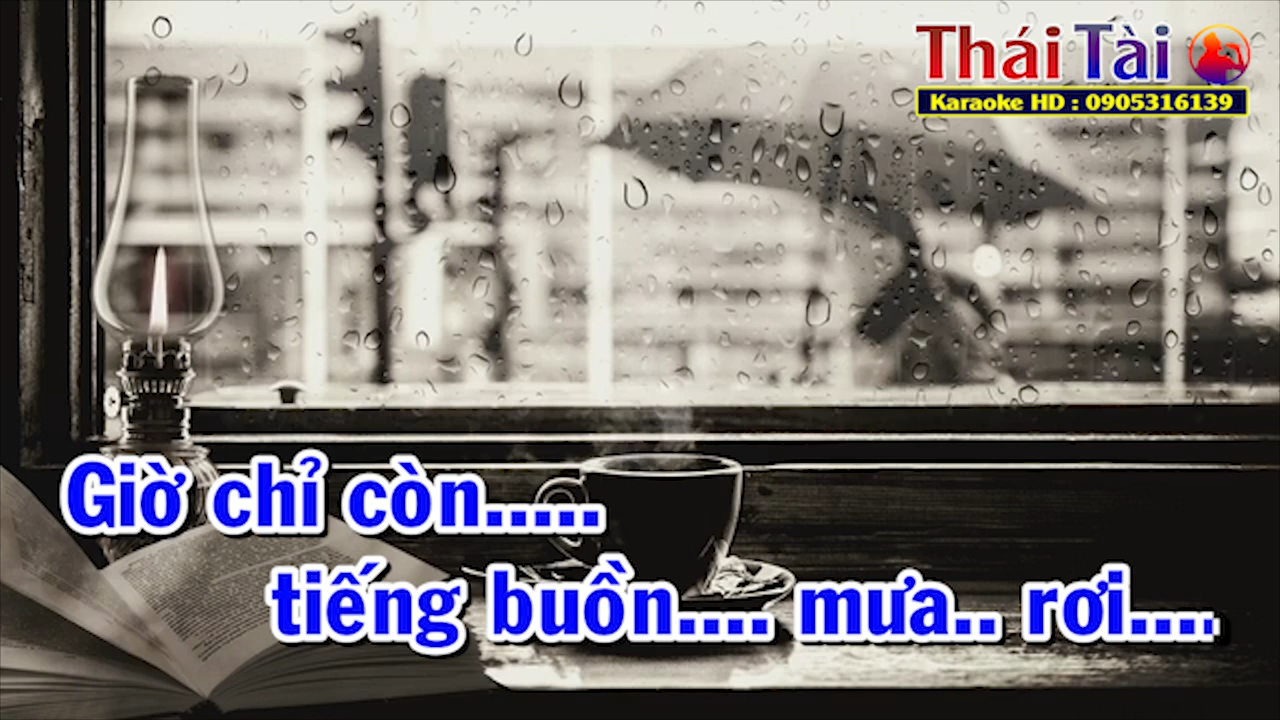 Thái Tài
Karaoke HD : 0905316139
Giờ chỉ còn.....
tiếng buồn.... mưa.. rơi....